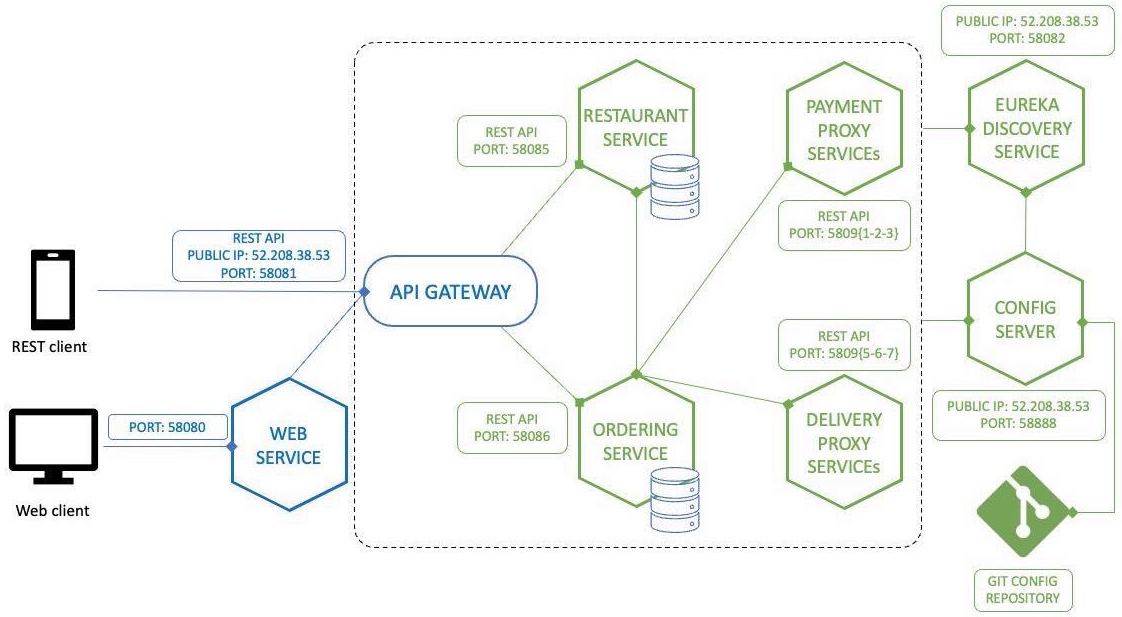 PUBLIC IP: 52.208.38.53
PORT: 58082
RESTAURANT
SERVICE
REST API
PORT: 58085
PAYMENT
PROXY
SERVICEs
EUREKA
DISCOVERY
SERVICE
REST API
PORT: 5809{1-2-3}
REST API
PUBLIC IP: 52.208.38.53
PORT: 58081
API GATEWAY
REST client
CONFIG
SERVER
REST API
PORT: 5809{5-6-7}
PUBLIC IP: 52.208.38.53
PORT: 58888
PORT: 58080
WEB
SERVICE
REST API
PORT: 58086
ORDERING
SERVICE
DELIVERY
PROXY
SERVICEs
Web client
GIT CONFIG
REPOSITORY